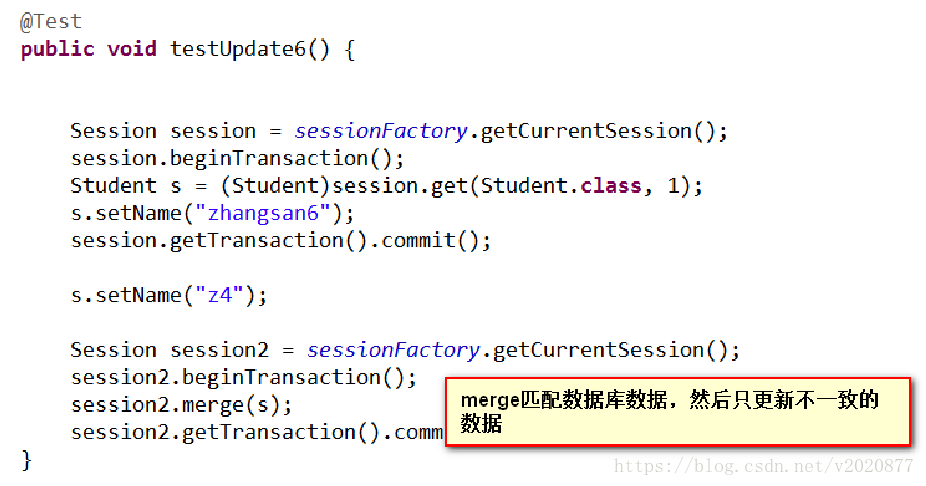 @Test
public void testUpdate6() {
Session session = sessionFactory.getCurrentSession();
session.beginTransaction();
Student s = (Student)session.get(Student.class, 1);
s.setName("zhangsan6");
session.getTransaction().commit();
s.setName("z4");
Session session2 = sessionFactory.getCurrentSession();
session2.beginTransaction();
session2.merge(s);
session2.getTransaction().comm
}
merge匹配数据库数据，然后只更新不一致的
数据
https://blog.csdn.net/v2020877